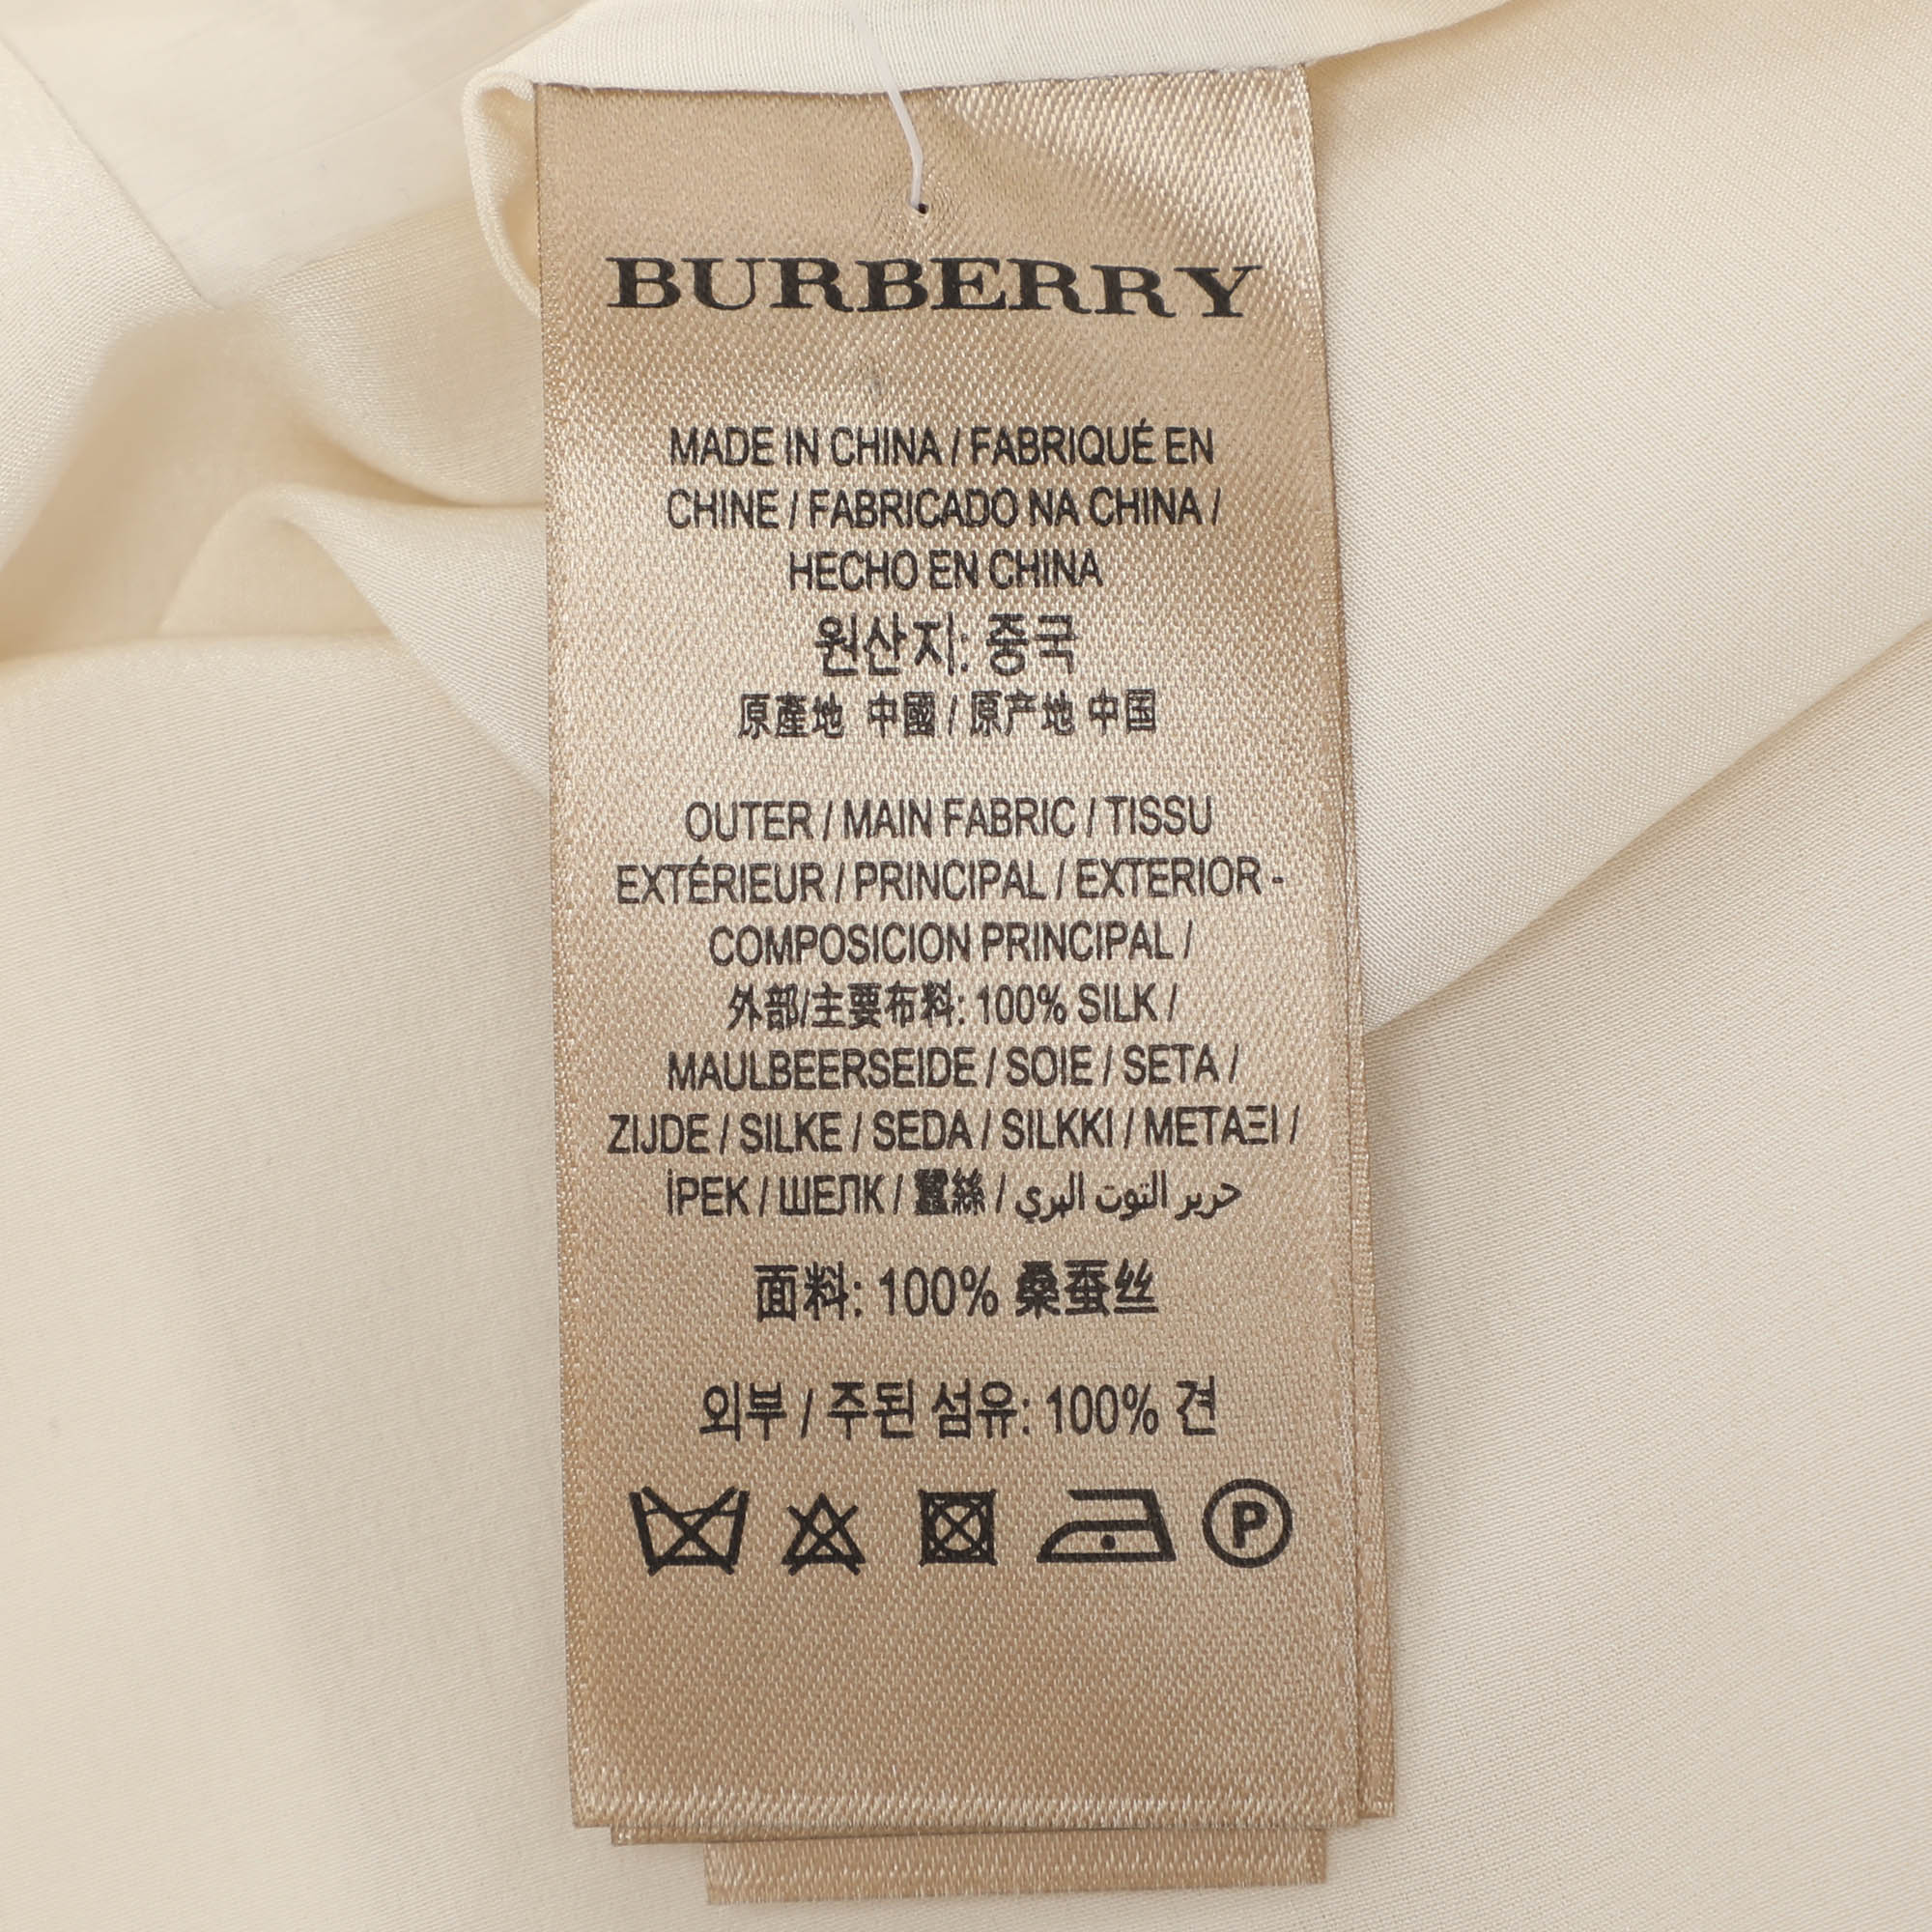 BURBERRY
MADE IN CHINA / FABRIQUÉ EN
CHINE / FABRICADO NA CHINA /
HECHO EN CHINA
원산지: 중국
原產地 中國 / 原产地 中国
OUTER / MAIN FABRIC / TISSU
EXTÉRIEUR / PRINCIPAL / EXTERIOR -
COMPOSICION PRINCIPAL /
外部/主要布料: 100% SILK /
MAULBEERSEIDE / SOIE / SETA /
ZIJDE / SILKE / SEDA / SILKKI / ΜΕΤΑΞΙ /
İPEK / ШЕЛК / 蠶絲 / حرير التوت البري
面料: 100% 桑蚕丝
외부 / 주된 섬유: 100% 견
P